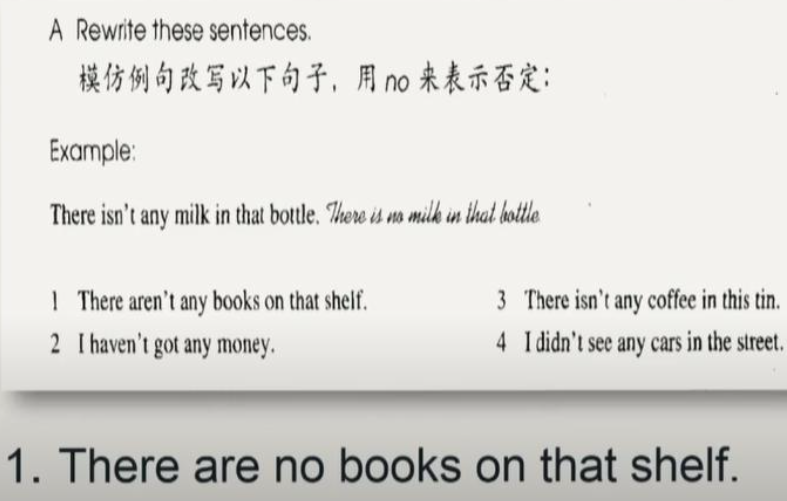 A Rewrite these sentences.
模仿例句改写以下句子，用 no 来表示否定：
Example:
There isn't any milk in that bottle. There is no milk in that bottle
1 There aren't any books on that shelf.
2 I haven't got any money.
3 There isn't any coffee in this tin.
4 I didn't see any cars in the street.
1. There are no books on that shelf.